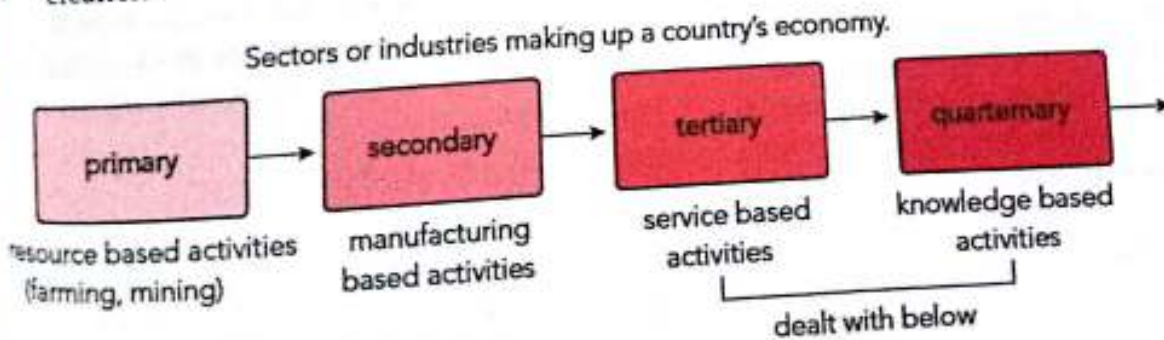 Sectors or industries making up a country's economy.
primary
secondary
tertiary
quarternary
resource based activities
(farming, mining)
manufacturing
based activities
service based
activities
knowledge based
activities
dealt with below